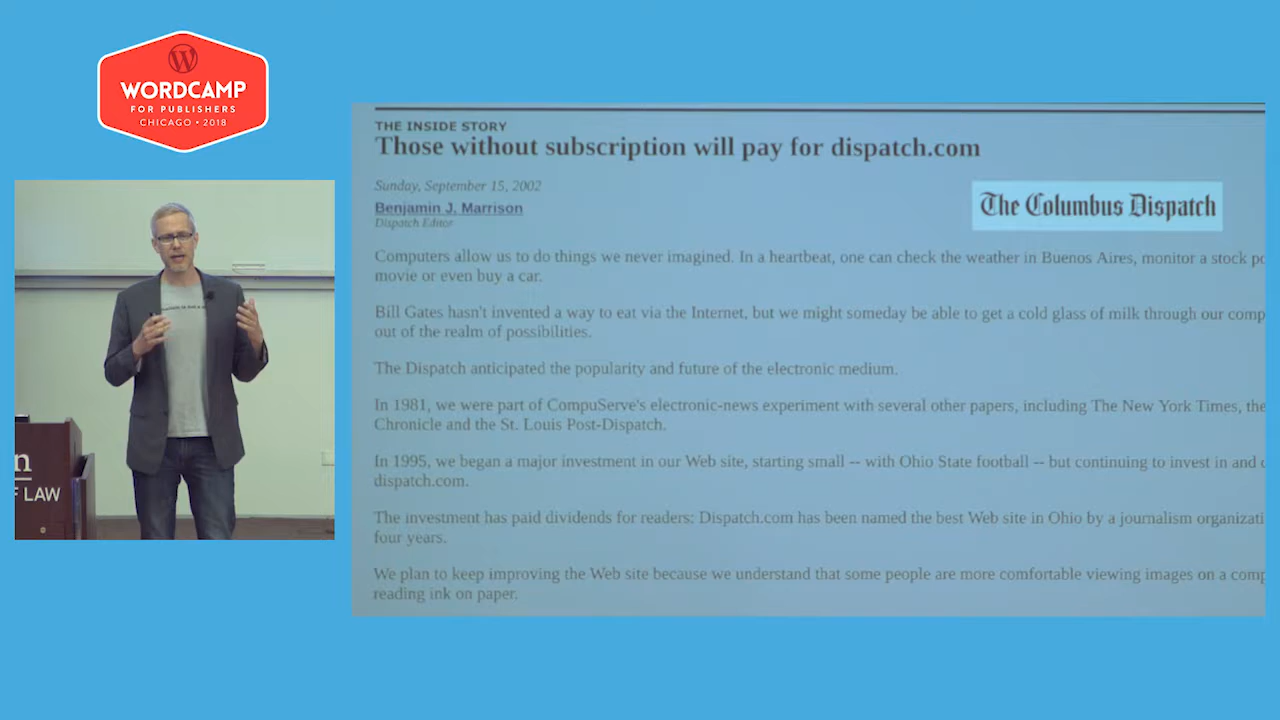 WORDCAMP
FOR PUBLISHERS
CHICAGO • 2018
THE INSIDE STORY
Those without subscription will pay for dispatch.com
Sunday, September 15, 2002
Benjamin J. Marrison
Dispatch Editor
The Columbus Dispatch
Computers allow us to do things we never imagined. In a heartbeat, one can check the weather in Buenos Aires, monitor a stock po
movie or even buy a car.
Bill Gates hasn't invented a way to eat via the Internet, but we might someday be able to get a cold glass of milk through our comp
out of the realm of possibilities.
The Dispatch anticipated the popularity and future of the electronic medium.
In 1981, we were part of CompuServe's electronic-news experiment with several other papers, including The New York Times, the
Chronicle and the St. Louis Post-Dispatch.
In 1995, we began a major investment in our Web site, starting small -- with Ohio State football -- but continuing to invest in and
dispatch.com.
The investment has paid dividends for readers: Dispatch.com has been named the best Web site in Ohio by a journalism organizati
four years.
We plan to keep improving the Web site because we understand that some people are more comfortable viewing images on a comp
reading ink on paper.
n
F LAW